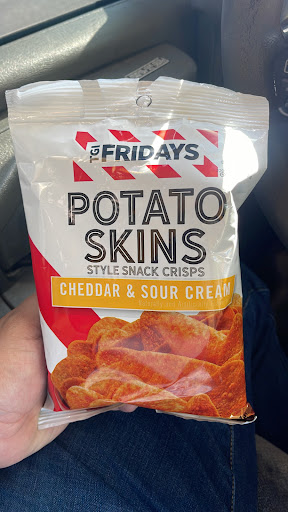 TGI FRIDAYS
POTATO
SKINS
STYLE SNACK CRISPS
CHEDDAR & SOUR CREAM